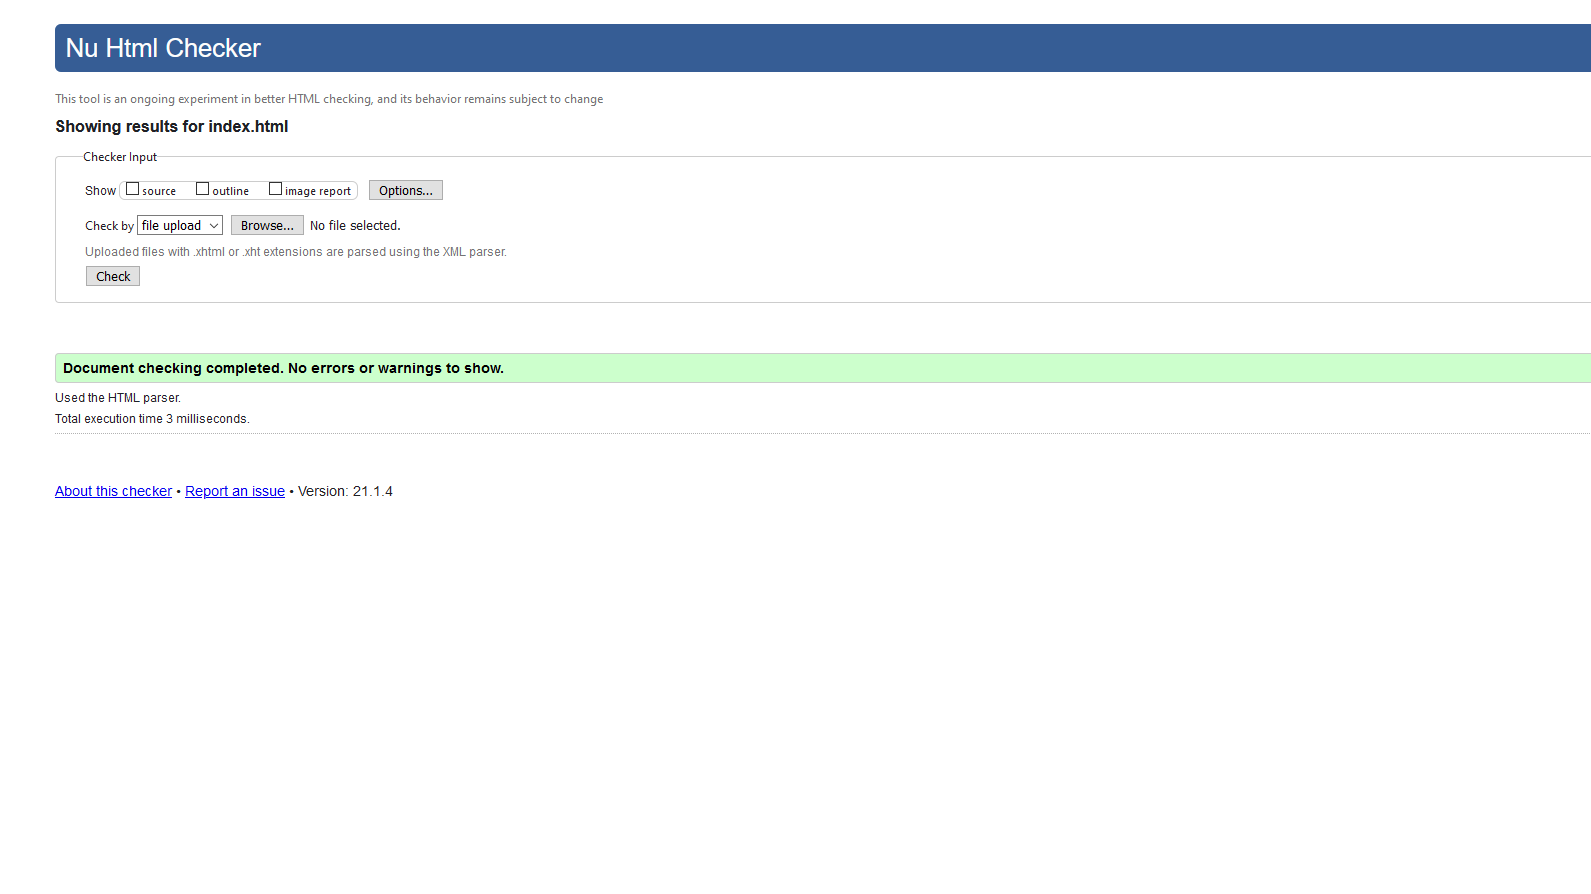 Nu Html Checker
This tool is an ongoing experiment in better HTML checking, and its behavior remains subject to change
Showing results for index.html
Checker Input
Show source outline image report Options...
Check by file upload Browse... No file selected.
Uploaded files with .xhtml or .xht extensions are parsed using the XML parser.
Check
Document checking completed. No errors or warnings to show.
Used the HTML parser.
Total execution time 3 milliseconds.
About this checker • Report an issue • Version: 21.1.4